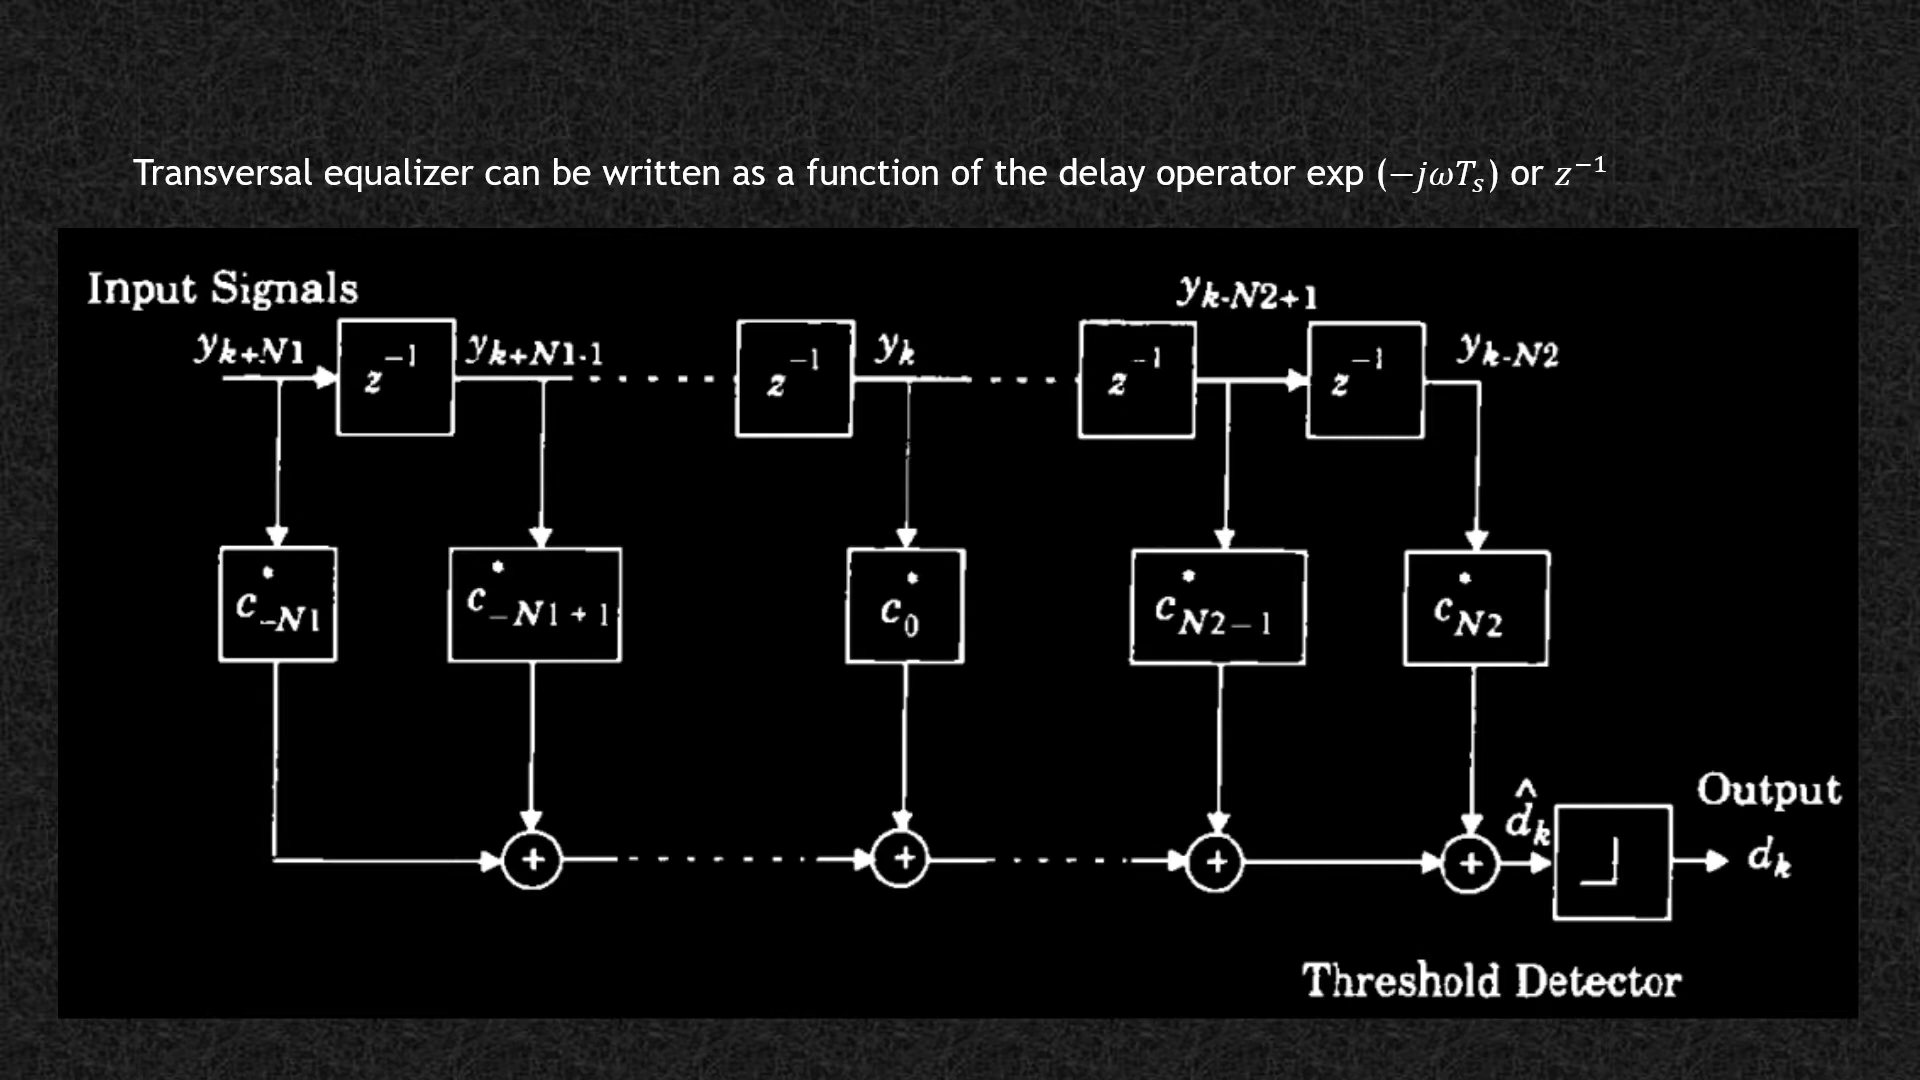 Transversal equalizer can be written as a function of the delay operator exp (−jωTₛ) or z⁻¹
Input Signals
yₖ₋N2+1
yₖ₊N1
z⁻¹
yₖ₊N1-1
z⁻¹
yₖ
z⁻¹
z⁻¹
yₖ₋N2
c*₋N1
c*₋N1+1
c*₀
c*N2−1
c*N2
+
+
+
+
d̂ₖ
Output
dₖ
Threshold Detector